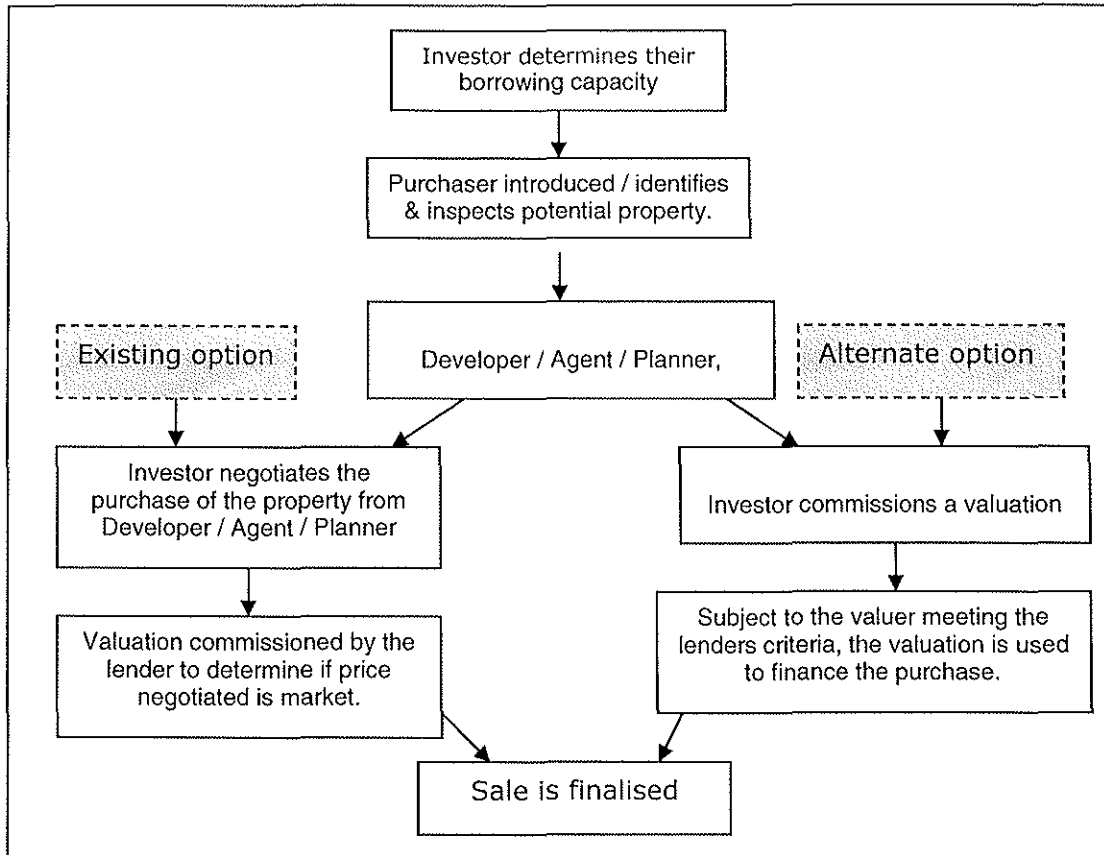 Investor determines their
borrowing capacity
Purchaser introduced / identifies
& inspects potential property.
Existing option
Developer / Agent / Planner,
Alternate option
Investor negotiates the
purchase of the property from
Developer / Agent / Planner
Investor commissions a valuation
Valuation commissioned by the
lender to determine if price
negotiated is market.
Subject to the valuer meeting the
lenders criteria, the valuation is used
to finance the purchase.
Sale is finalised